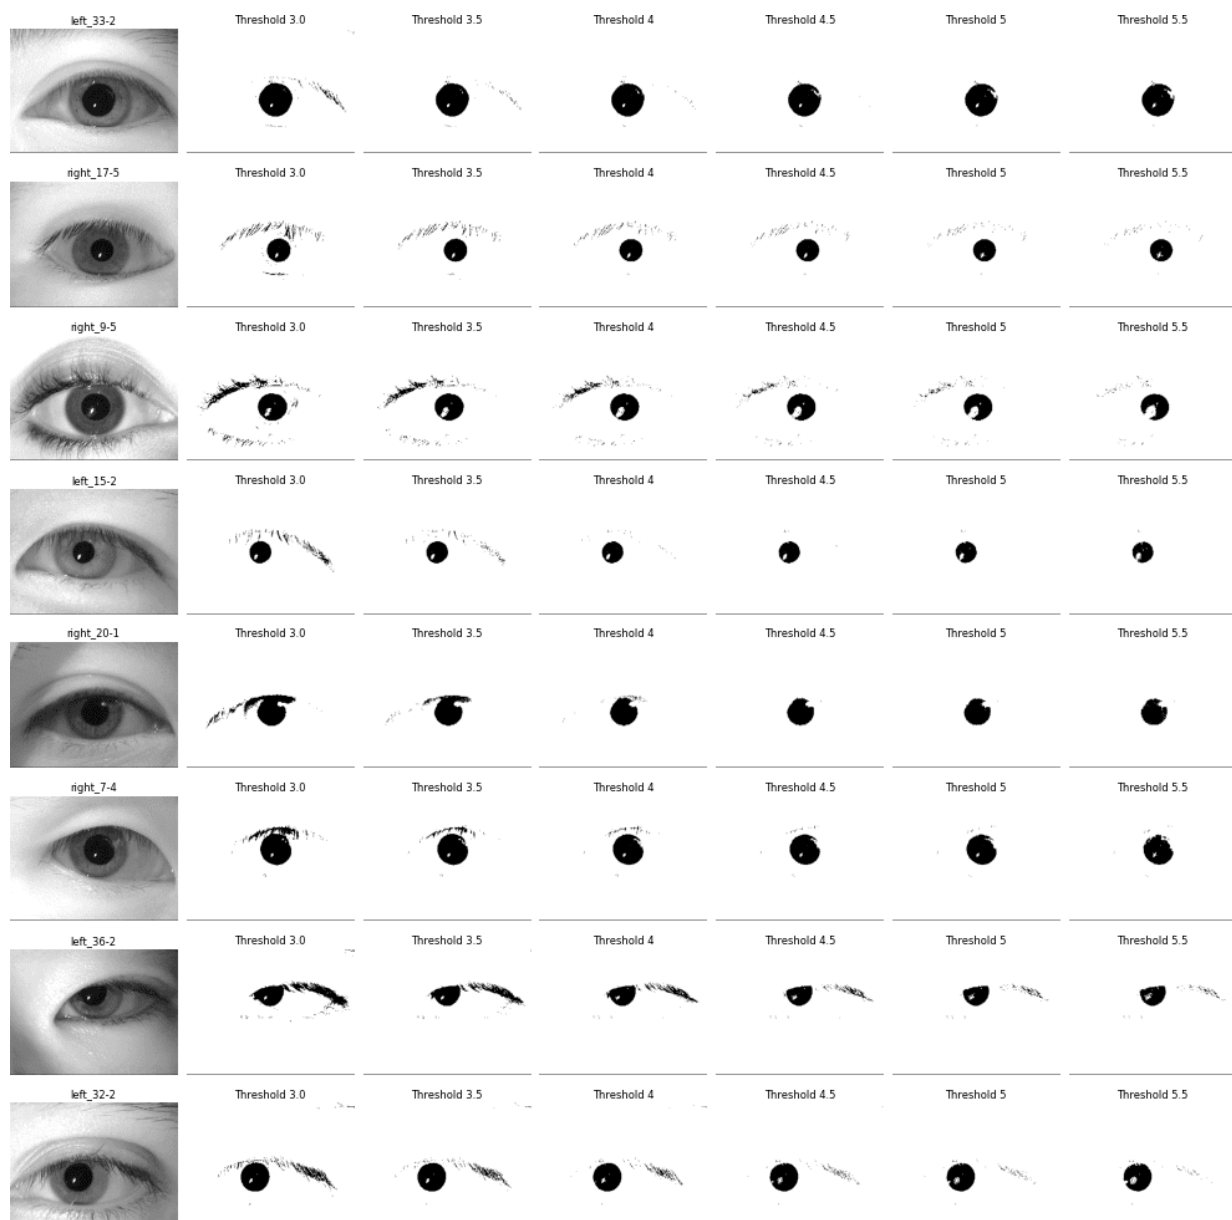 left_33-2 Threshold 3.0 Threshold 3.5 Threshold 4 Threshold 4.5 Threshold 5 Threshold 5.5
right_17-5 Threshold 3.0 Threshold 3.5 Threshold 4 Threshold 4.5 Threshold 5 Threshold 5.5
right_9-5 Threshold 3.0 Threshold 3.5 Threshold 4 Threshold 4.5 Threshold 5 Threshold 5.5
left_15-2 Threshold 3.0 Threshold 3.5 Threshold 4 Threshold 4.5 Threshold 5 Threshold 5.5
right_20-1 Threshold 3.0 Threshold 3.5 Threshold 4 Threshold 4.5 Threshold 5 Threshold 5.5
right_7-4 Threshold 3.0 Threshold 3.5 Threshold 4 Threshold 4.5 Threshold 5 Threshold 5.5
left_36-2 Threshold 3.0 Threshold 3.5 Threshold 4 Threshold 4.5 Threshold 5 Threshold 5.5
left_32-2 Threshold 3.0 Threshold 3.5 Threshold 4 Threshold 4.5 Threshold 5 Threshold 5.5